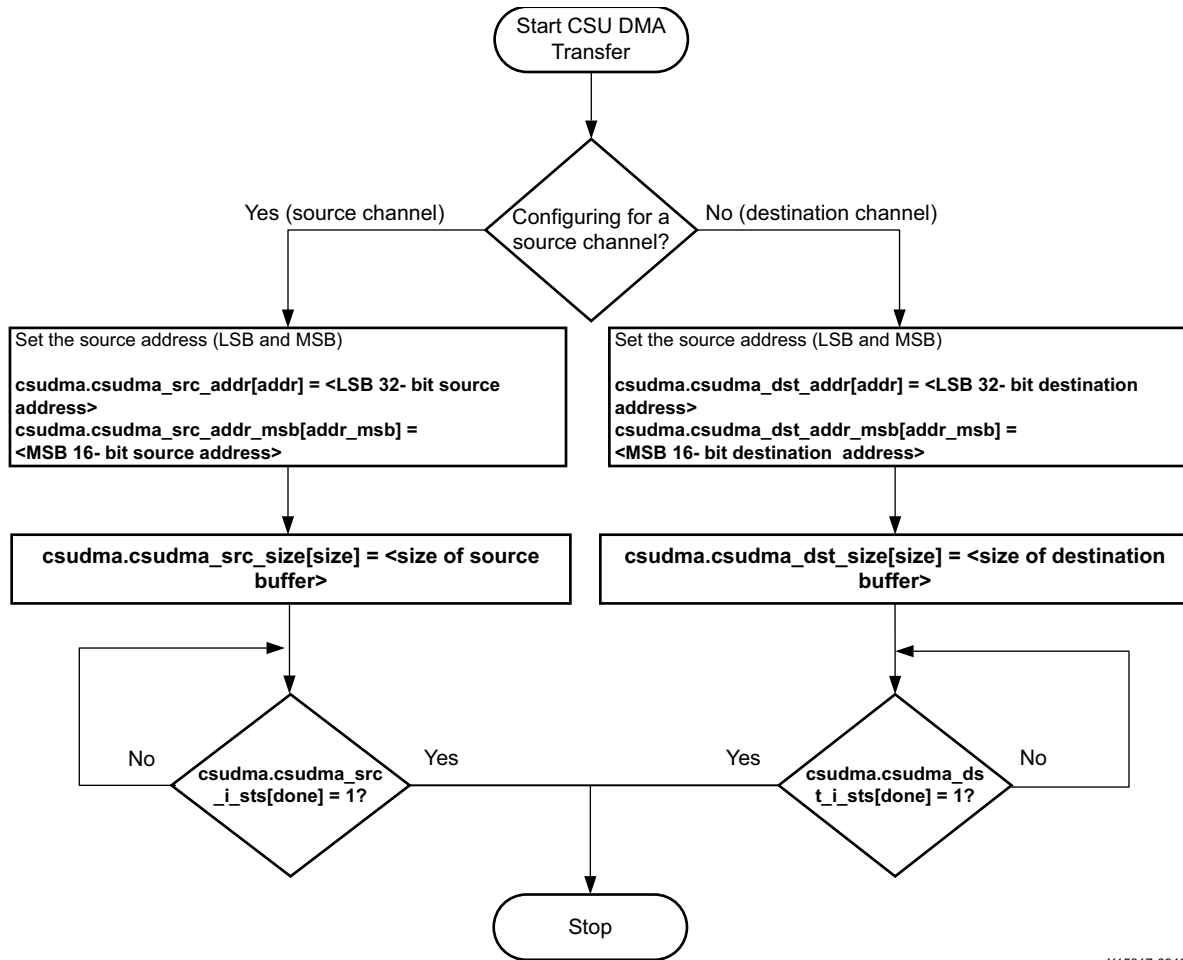 Start CSU DMA
Transfer
Configuring for a
source channel?
Yes (source channel)
No (destination channel)
Set the source address (LSB and MSB)
csudma.csudma_src_addr[addr] = <LSB 32- bit source
address>
csudma.csudma_src_addr_msb[addr_msb] =
<MSB 16- bit source address>
Set the source address (LSB and MSB)
csudma.csudma_dst_addr[addr] = <LSB 32- bit destination
address>
csudma.csudma_dst_addr_msb[addr_msb] =
<MSB 16- bit destination  address>
csudma.csudma_src_size[size] = <size of source
buffer>
csudma.csudma_dst_size[size] = <size of destination
buffer>
No
csudma.csudma_src
_i_sts[done] = 1?
Yes
Yes
csudma.csudma_ds
t_i_sts[done] = 1?
No
Stop